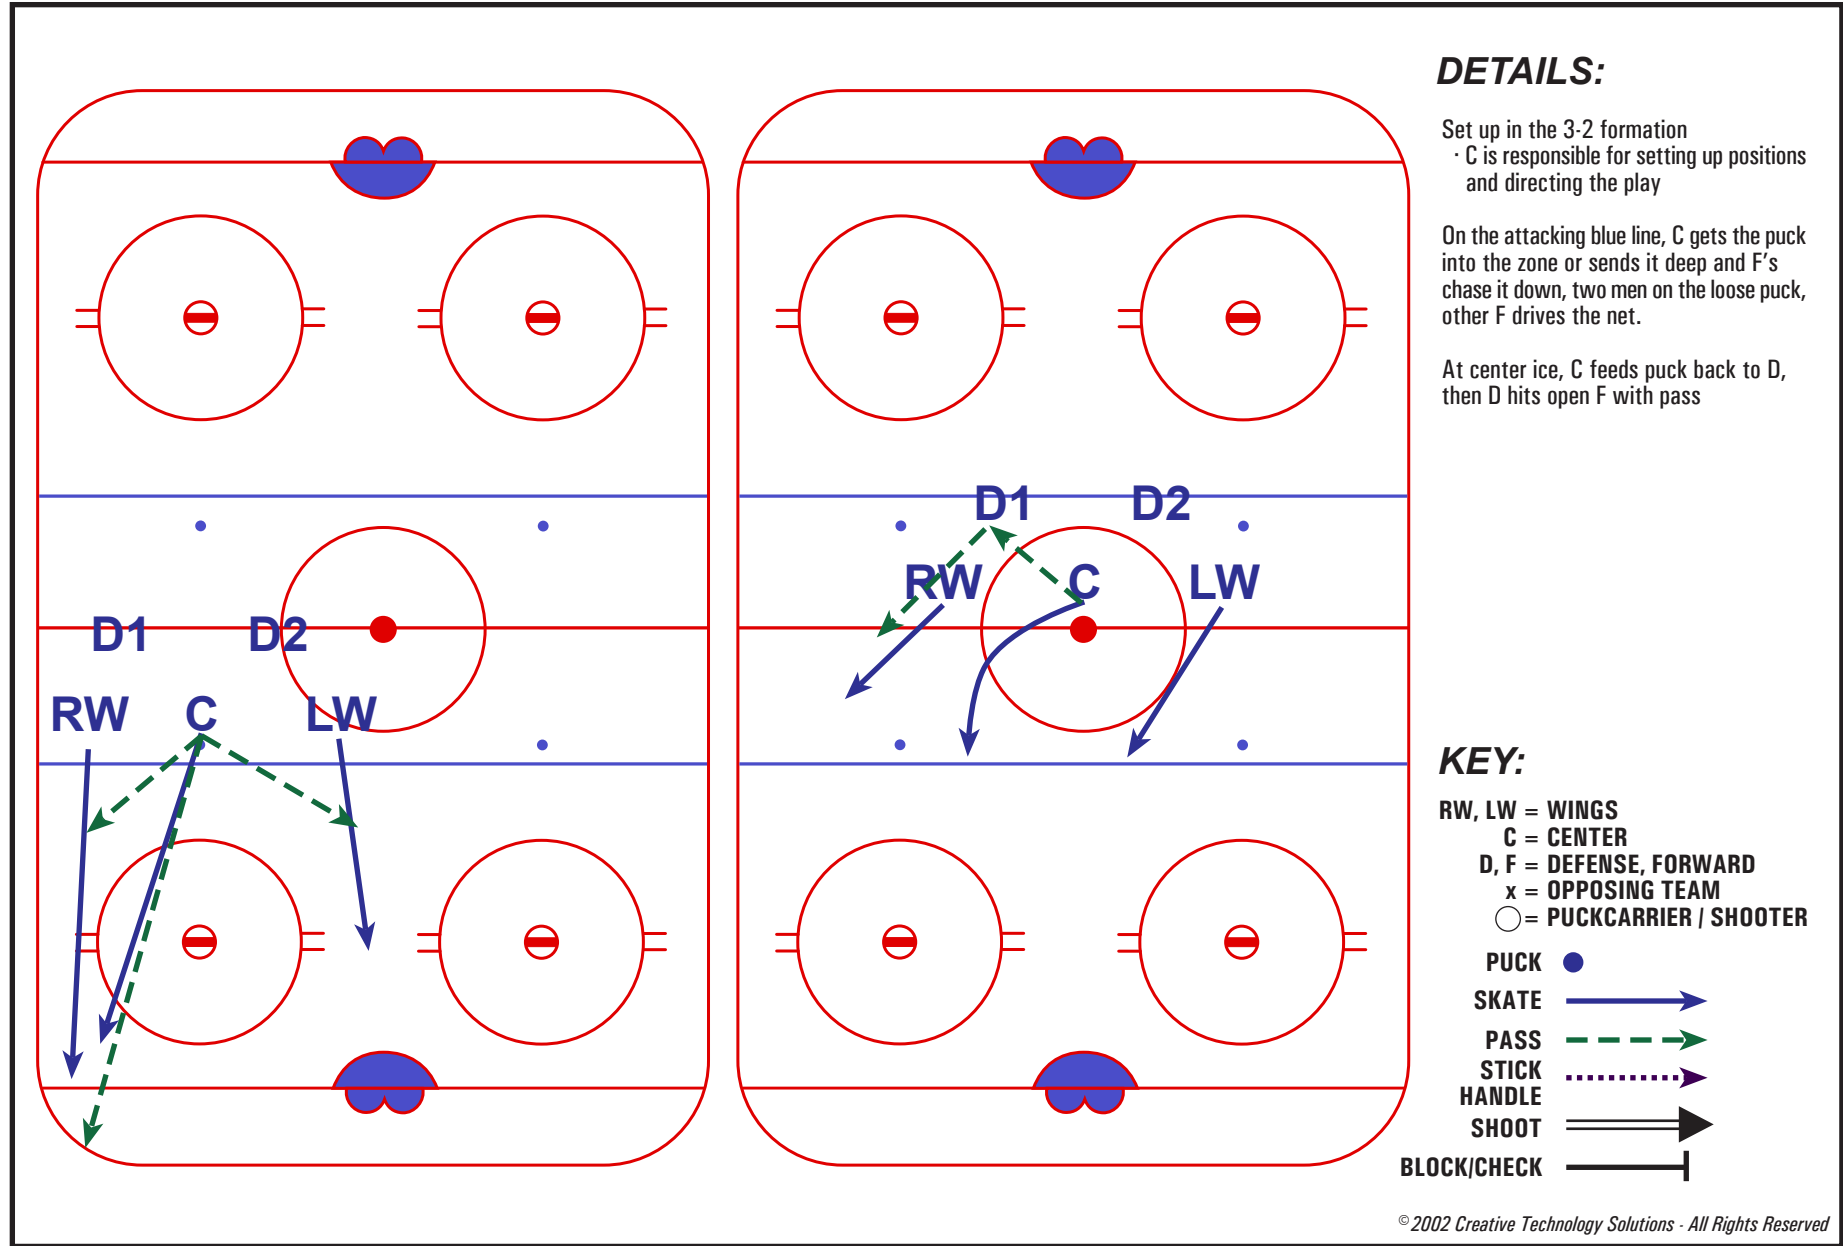 DETAILS:
Set up in the 3-2 formation
· C is responsible for setting up positions
and directing the play
On the attacking blue line, C gets the puck
into the zone or sends it deep and F's
chase it down, two men on the loose puck,
other F drives the net.
At center ice, C feeds puck back to D,
then D hits open F with pass
D1 D2
RW C LW
D1 D2
RW C LW
KEY:
RW, LW = WINGS
C = CENTER
D, F = DEFENSE, FORWARD
x = OPPOSING TEAM
= PUCKCARRIER / SHOOTER
PUCK
SKATE
PASS
STICK
HANDLE
SHOOT
BLOCK/CHECK
© 2002 Creative Technology Solutions - All Rights Reserved